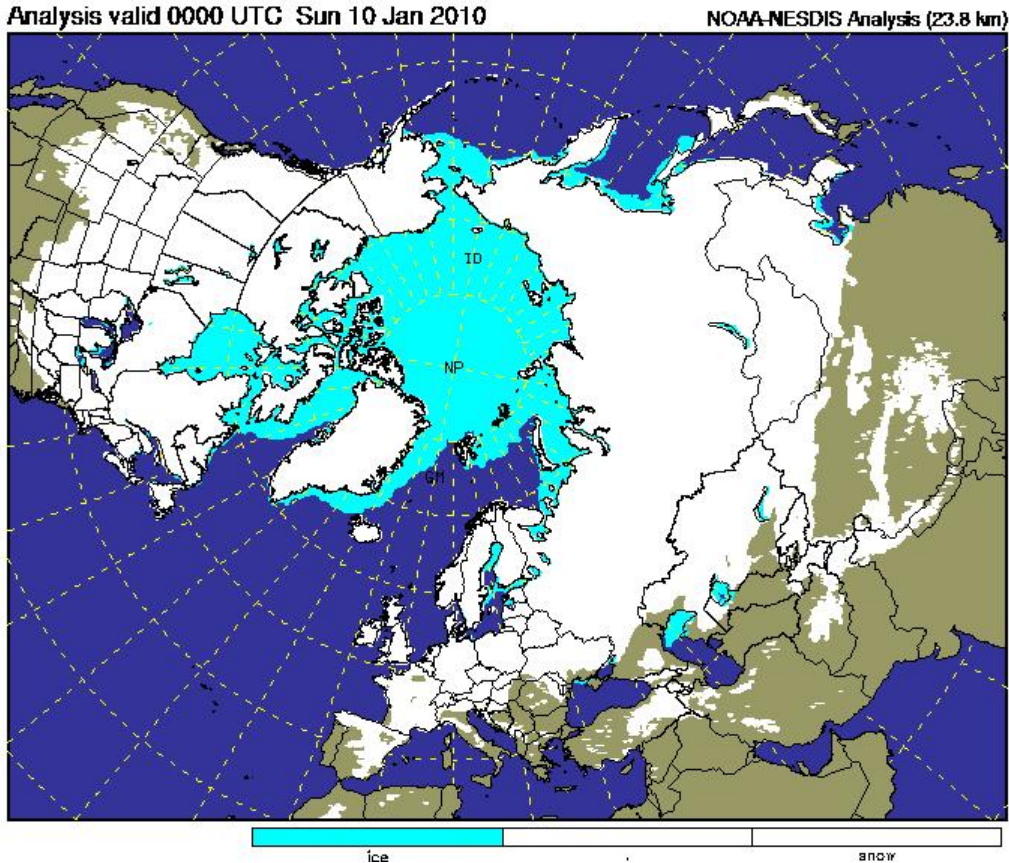 Analysis valid 0000 UTC Sun 10 Jan 2010
NOAA-NESDIS Analysis (23.8 km)
ID
NP
GM
ice
snow